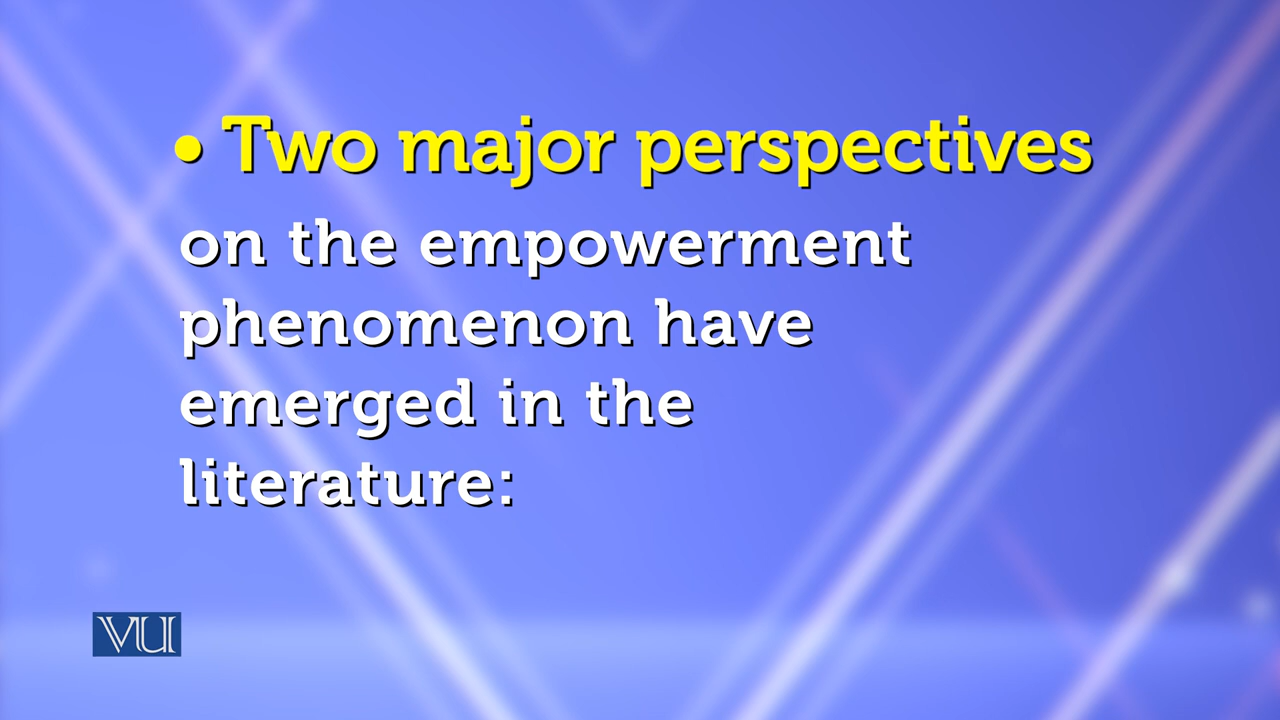 • Two major perspectives
on the empowerment
phenomenon have
emerged in the
literature:
VU